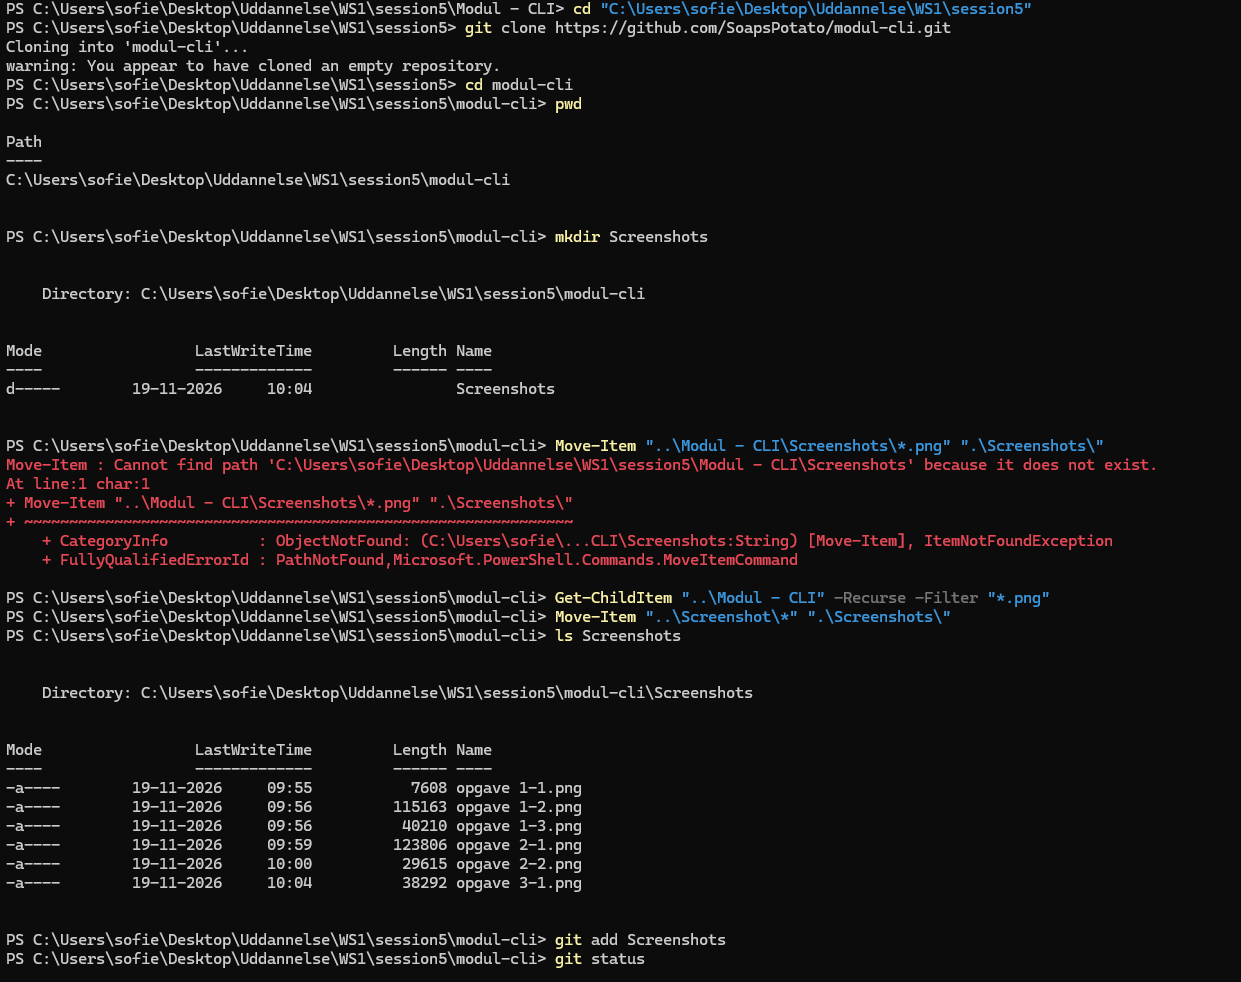 PS C:\Users\sofie\Desktop\Uddannelse\WS1\session5\Modul - CLI> cd "C:\Users\sofie\Desktop\Uddannelse\WS1\session5"
PS C:\Users\sofie\Desktop\Uddannelse\WS1\session5> git clone https://github.com/SoapsPotato/modul-cli.git
Cloning into 'modul-cli'...
warning: You appear to have cloned an empty repository.
PS C:\Users\sofie\Desktop\Uddannelse\WS1\session5> cd modul-cli
PS C:\Users\sofie\Desktop\Uddannelse\WS1\session5\modul-cli> pwd
Path
----
C:\Users\sofie\Desktop\Uddannelse\WS1\session5\modul-cli
PS C:\Users\sofie\Desktop\Uddannelse\WS1\session5\modul-cli> mkdir Screenshots
    Directory: C:\Users\sofie\Desktop\Uddannelse\WS1\session5\modul-cli
Mode                 LastWriteTime         Length Name
----                 -------------         ------ ----
d-----        19-11-2026     10:04                Screenshots
PS C:\Users\sofie\Desktop\Uddannelse\WS1\session5\modul-cli> Move-Item "..\Modul - CLI\Screenshots\*.png" ".\Screenshots\"
Move-Item : Cannot find path 'C:\Users\sofie\Desktop\Uddannelse\WS1\session5\Modul - CLI\Screenshots' because it does not exist.
At line:1 char:1
+ Move-Item "..\Modul - CLI\Screenshots\*.png" ".\Screenshots\"
+ ~~~~~~~~~~~~~~~~~~~~~~~~~~~~~~~~~~~~~~~~~~~~~~~~~~~~~~~~~~~~~
    + CategoryInfo          : ObjectNotFound: (C:\Users\sofie\...CLI\Screenshots:String) [Move-Item], ItemNotFoundException
    + FullyQualifiedErrorId : PathNotFound,Microsoft.PowerShell.Commands.MoveItemCommand
PS C:\Users\sofie\Desktop\Uddannelse\WS1\session5\modul-cli> Get-ChildItem "..\Modul - CLI" -Recurse -Filter "*.png"
PS C:\Users\sofie\Desktop\Uddannelse\WS1\session5\modul-cli> Move-Item "..\Screenshot\*" ".\Screenshots\"
PS C:\Users\sofie\Desktop\Uddannelse\WS1\session5\modul-cli> ls Screenshots
    Directory: C:\Users\sofie\Desktop\Uddannelse\WS1\session5\modul-cli\Screenshots
Mode                 LastWriteTime         Length Name
----                 -------------         ------ ----
-a----        19-11-2026     09:55           7608 opgave 1-1.png
-a----        19-11-2026     09:56         115163 opgave 1-2.png
-a----        19-11-2026     09:56          40210 opgave 1-3.png
-a----        19-11-2026     09:59         123806 opgave 2-1.png
-a----        19-11-2026     10:00          29615 opgave 2-2.png
-a----        19-11-2026     10:04          38292 opgave 3-1.png
PS C:\Users\sofie\Desktop\Uddannelse\WS1\session5\modul-cli> git add Screenshots
PS C:\Users\sofie\Desktop\Uddannelse\WS1\session5\modul-cli> git status